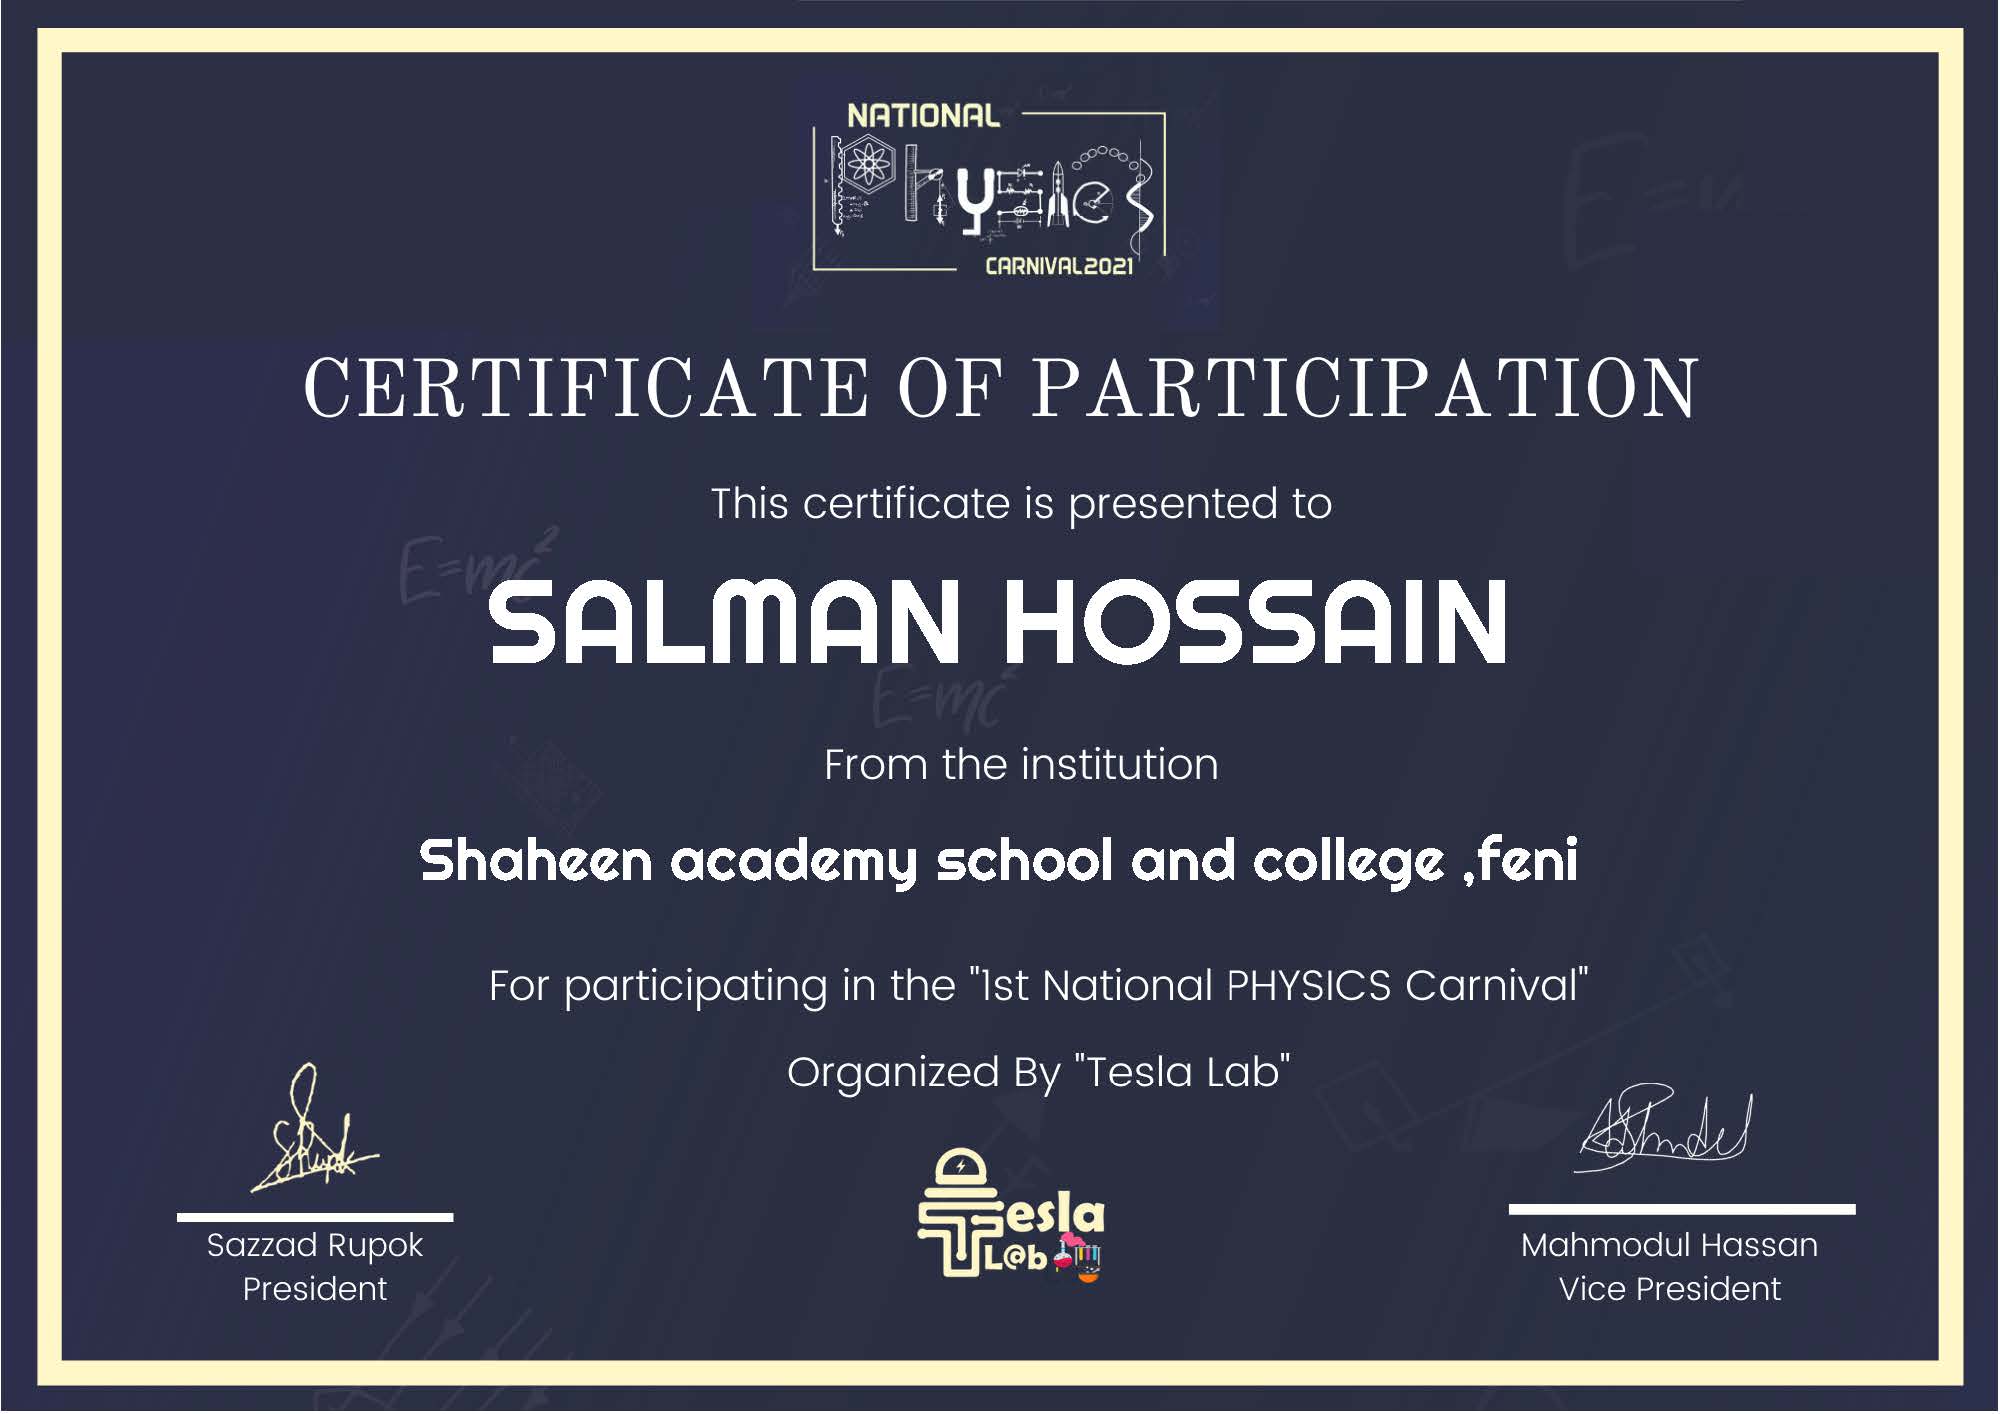 NATIONAL
Physics
CARNIVAL2021
CERTIFICATE OF PARTICIPATION
This certificate is presented to
E=mc²
SALMAN HOSSAIN
E=mc²
From the institution
Shaheen academy school and college ,feni
For participating in the "1st National PHYSICS Carnival"
Organized By "Tesla Lab"
Tesla
L@b
Sazzad Rupok
President
Mahmodul Hassan
Vice President